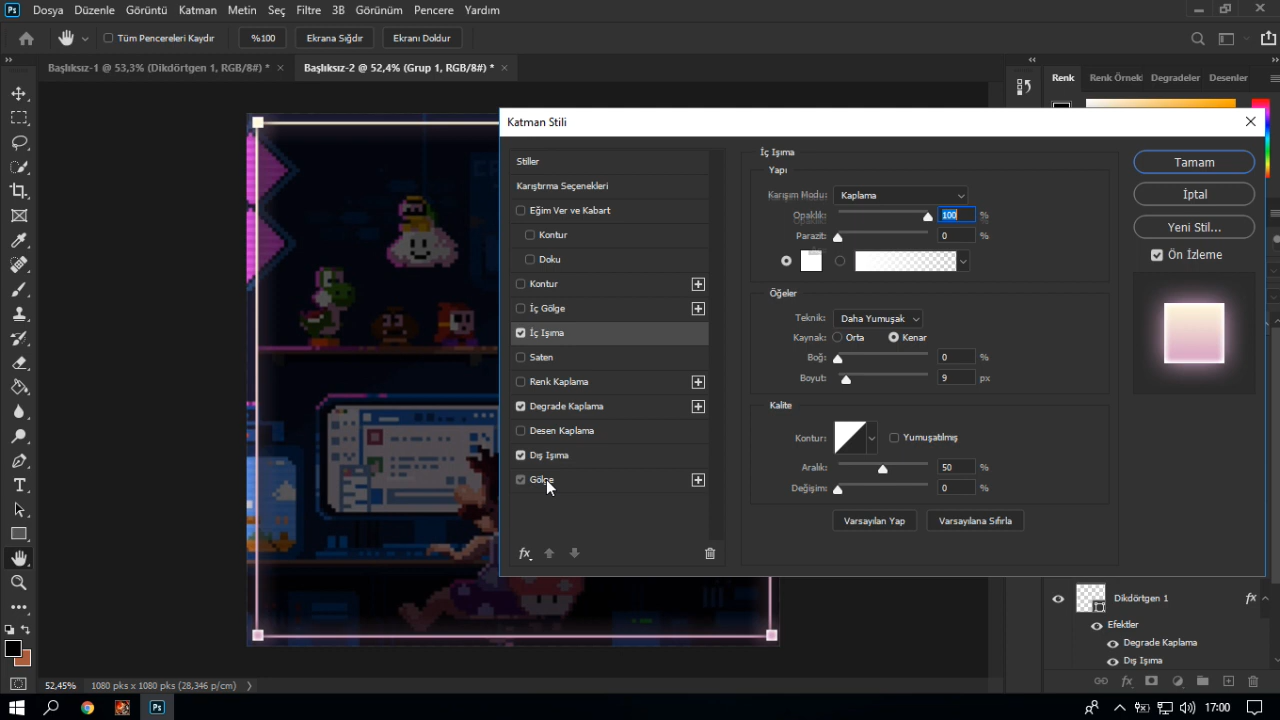 Ps Dosya Düzenle Görüntü Katman Metin Seç Filtre 3B Görünüm Pencere Yardım
Tüm Pencereleri Kaydır %100 Ekrana Sığdır Ekranı Doldur
Başlıksız-1 @ 53,3% (Dikdörtgen 1, RGB/8#) * Başlıksız-2 @ 52,4% (Grup 1, RGB/8#) *
Renk Renk Örnekl Degradeler Desenler
Katman Stili
Stiller
Karıştırma Seçenekleri
Eğim Ver ve Kabart
Kontur
Doku
Kontur
İç Gölge
İç Işıma
Saten
Renk Kaplama
Degrade Kaplama
Desen Kaplama
Dış Işıma
Gölge
fx
İç Işıma
Yapı
Karışım Modu: Kaplama
Opaklık: 100 %
Parazit: 0 %
Öğeler
Teknik: Daha Yumuşak
Kaynak: Orta Kenar
Boğ: 0 %
Boyut: 9 px
Kalite
Kontur: Yumuşatılmış
Aralık: 50 %
Değişim: 0 %
Varsayılan Yap Varsayılana Sıfırla
Tamam
İptal
Yeni Stil...
Ön İzleme
Dikdörtgen 1 fx
Efektler
Degrade Kaplama
Dış Işıma
fx
52,45% 1080 pks x 1080 pks (28,346 p/cm)
Ps 17:00